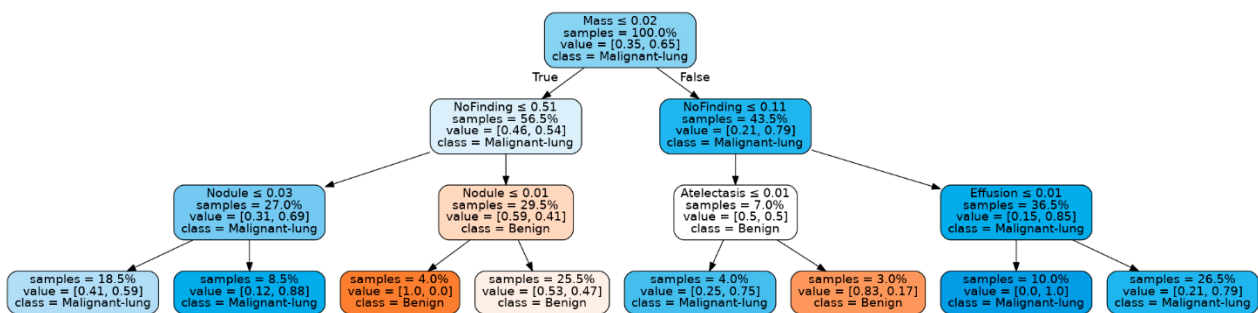 Mass ≤ 0.02
samples = 100.0%
value = [0.35, 0.65]
class = Malignant-lung
True
False
NoFinding ≤ 0.51
samples = 56.5%
value = [0.46, 0.54]
class = Malignant-lung
NoFinding ≤ 0.11
samples = 43.5%
value = [0.21, 0.79]
class = Malignant-lung
Nodule ≤ 0.03
samples = 27.0%
value = [0.31, 0.69]
class = Malignant-lung
Nodule ≤ 0.01
samples = 29.5%
value = [0.59, 0.41]
class = Benign
Atelectasis ≤ 0.01
samples = 7.0%
value = [0.5, 0.5]
class = Benign
Effusion ≤ 0.01
samples = 36.5%
value = [0.15, 0.85]
class = Malignant-lung
samples = 18.5%
value = [0.41, 0.59]
class = Malignant-lung
samples = 8.5%
value = [0.12, 0.88]
class = Malignant-lung
samples = 4.0%
value = [1.0, 0.0]
class = Benign
samples = 25.5%
value = [0.53, 0.47]
class = Benign
samples = 4.0%
value = [0.25, 0.75]
class = Malignant-lung
samples = 3.0%
value = [0.83, 0.17]
class = Benign
samples = 10.0%
value = [0.0, 1.0]
class = Malignant-lung
samples = 26.5%
value = [0.21, 0.79]
class = Malignant-lung